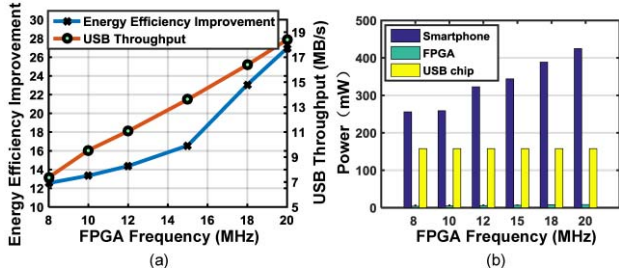 Energy Efficiency Improvement
USB Throughput
Energy Efficiency Improvement
30
28
26
24
22
20
18
16
14
12
10
8 10 12 14 16 18 20
FPGA Frequency (MHz)
19
17
15
13
11
9
7
5
USB Throughput (MB/s)
(a)
Smartphone
FPGA
USB chip
Power (mW)
500
400
300
200
100
0
8 10 12 15 18 20
FPGA Frequency (MHz)
(b)